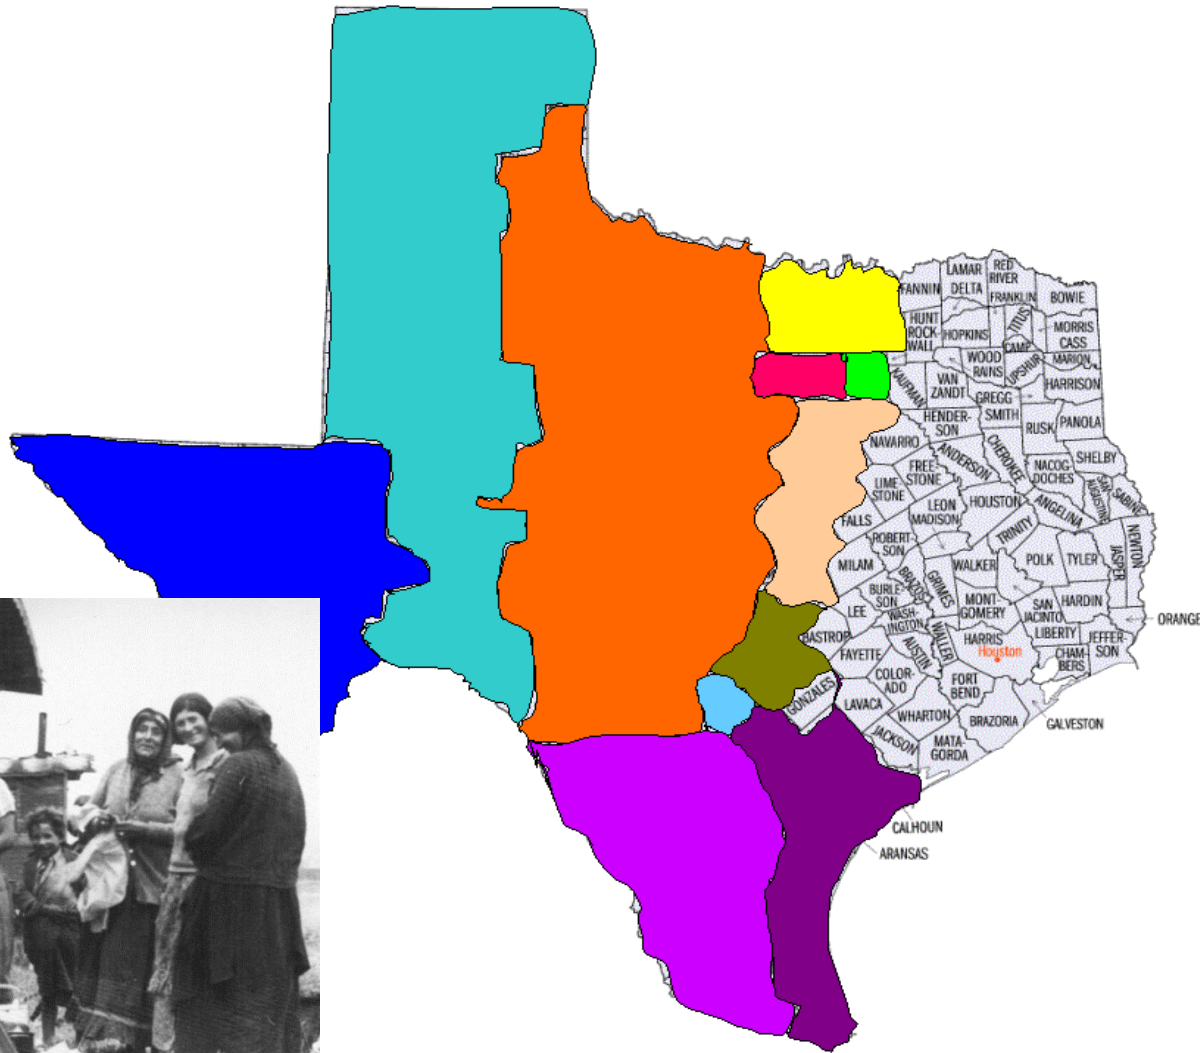 LAMAR
RED
RIVER
FANNIN
DELTA
FRANKLIN
BOWIE
HUNT
ROCK-
WALL
HOPKINS
TITUS
MORRIS
CASS
CAMP
WOOD
RAINS
UPSHUR
MARION
KAUFMAN
VAN
ZANDT
GREGG
HARRISON
SMITH
HENDER-
SON
RUSK
PANOLA
NAVARRO
ANDERSON
CHEROKEE
SHELBY
FREE-
STONE
NACOG-
DOCHES
LIME-
STONE
SAN
AUGUSTINE
SABINE
LEON
HOUSTON
ANGELINA
FALLS
MADISON
TRINITY
NEWTON
ROBERT-
SON
JASPER
MILAM
BRAZOS
GRIMES
WALKER
POLK
TYLER
BURLE-
SON
LEE
WASH-
INGTON
MONT-
GOMERY
SAN
JACINTO
HARDIN
ORANGE
BASTROP
WALLER
HARRIS
LIBERTY
JEFFER-
SON
Houston
FAYETTE
AUSTIN
CHAM-
BERS
COLOR-
ADO
FORT
BEND
GONZALES
LAVACA
WHARTON
BRAZORIA
GALVESTON
JACKSON
MATA-
GORDA
CALHOUN
ARANSAS